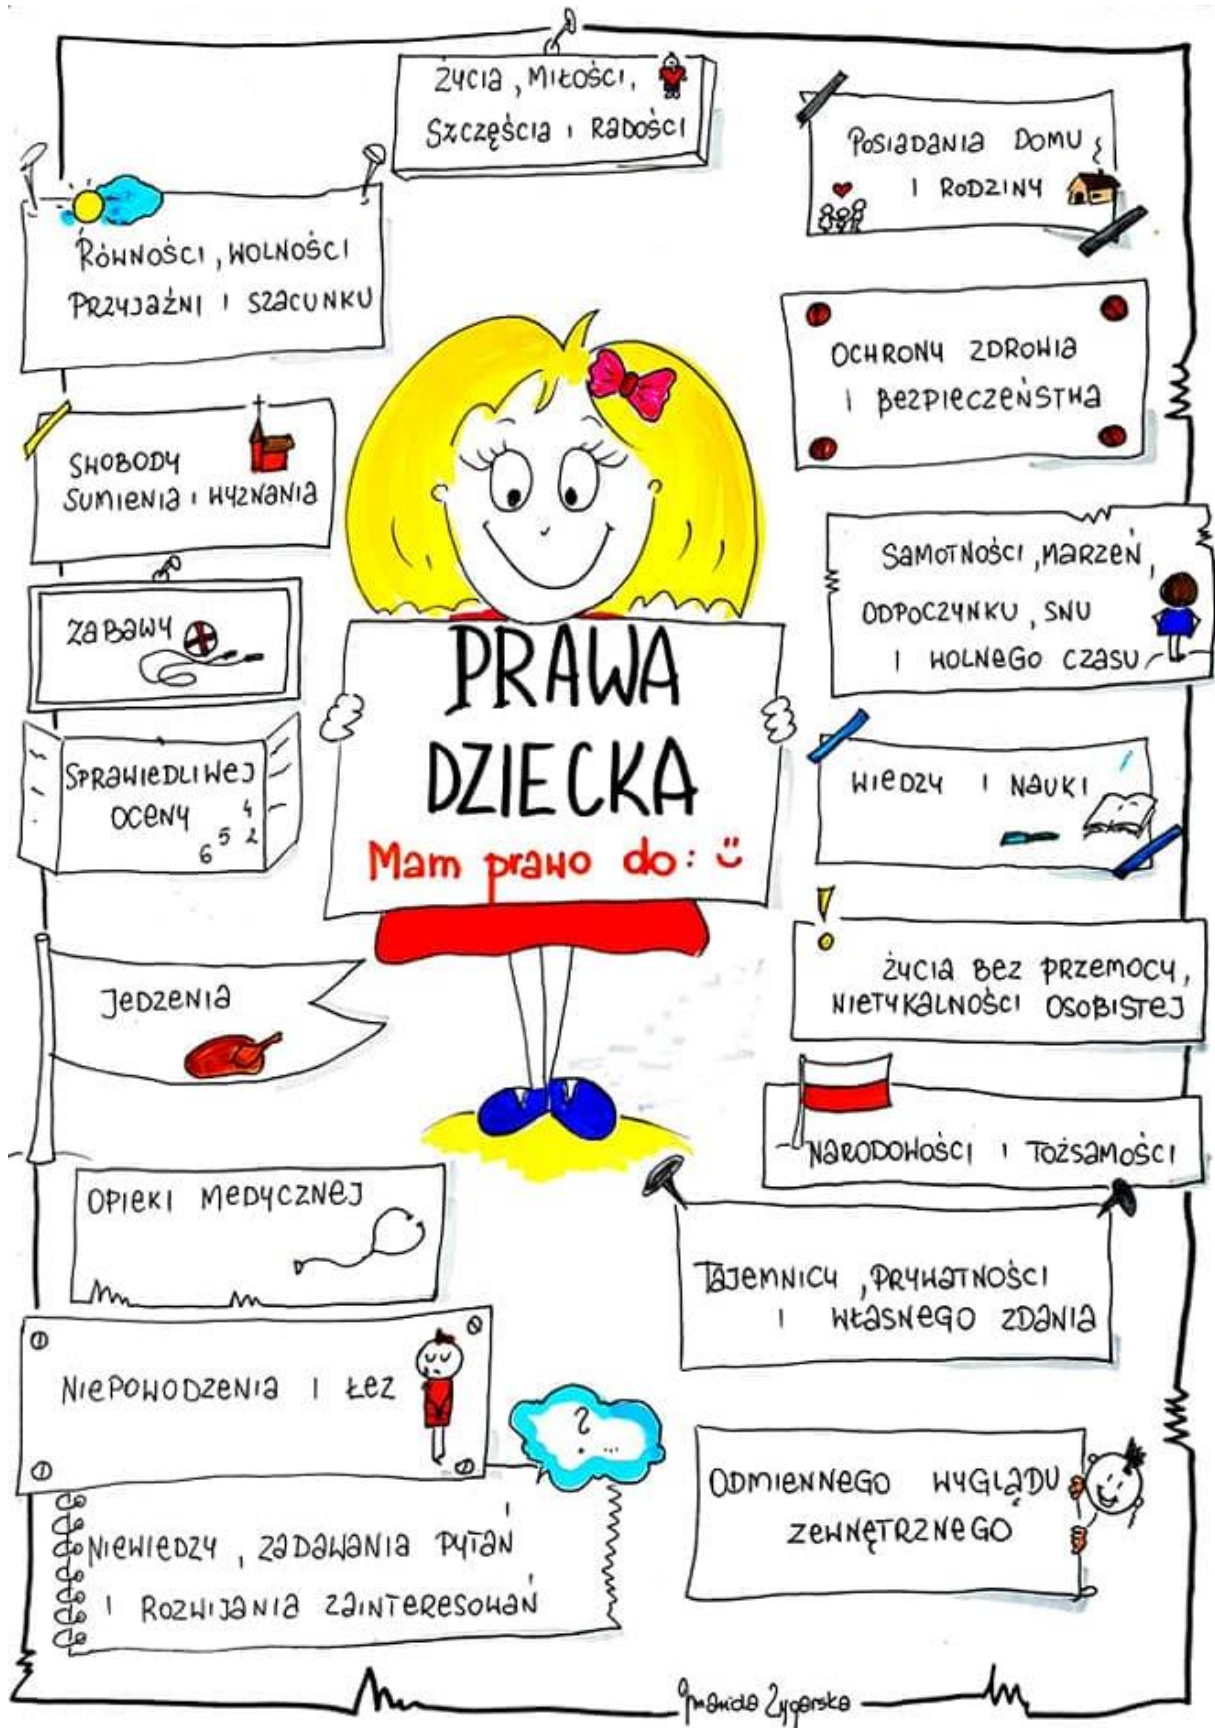 Życia, Miłości,
Szczęścia i Radości
Posiadania domu
i rodziny
Równości, wolności
Przyjaźni i szacunku
Ochrony zdrowia
i bezpieczeństwa
Swobody
sumienia i wyznania
Samotności, marzeń,
odpoczynku, snu
i wolnego czasu
Zabawy
PRAWA
DZIECKA
Mam prawo do:
Sprawiedliwej
oceny
4
6 5 2
Wiedzy i nauki
Życia bez przemocy,
nietykalności osobistej
Jedzenia
Narodowości i tożsamości
Opieki medycznej
Tajemnicy, prywatności
i własnego zdania
Niepowodzenia i łez
?
...
Odmiennego wyglądu
zewnętrznego
Niewiedzy, zadawania pytań
i rozwijania zainteresowań